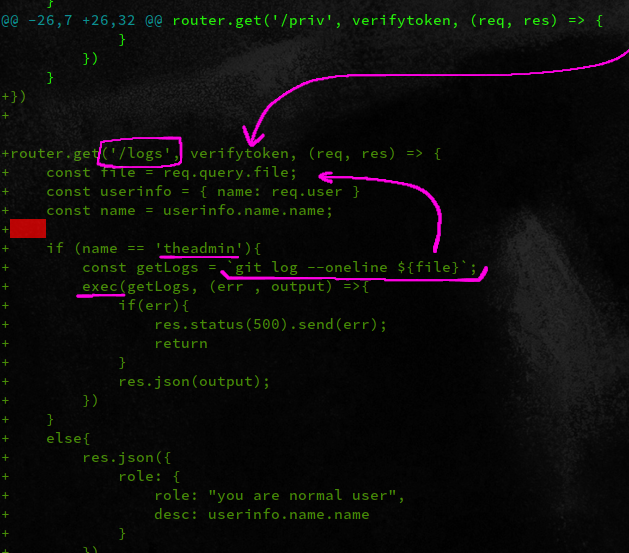 }
@@ -26,7 +26,32 @@ router.get('/priv', verifytoken, (req, res) => {
            }
        })
    }
+})
+
+router.get('/logs', verifytoken, (req, res) => {
+    const file = req.query.file;
+    const userinfo = { name: req.user }
+    const name = userinfo.name.name;
+
+    if (name == 'theadmin'){
+        const getLogs = `git log --oneline ${file}`;
+        exec(getLogs, (err , output) =>{
+            if(err){
+                res.status(500).send(err);
+                return
+            }
+            res.json(output);
+        })
+    }
+    else{
+        res.json({
+            role: {
+                role: "you are normal user",
+                desc: userinfo.name.name
+            }
+        })